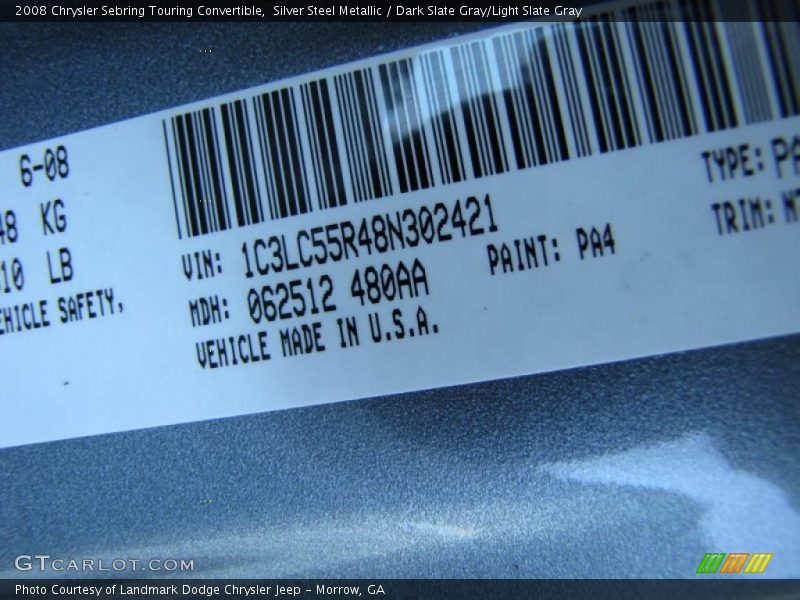 2008 Chrysler Sebring Touring Convertible, Silver Steel Metallic / Dark Slate Gray/Light Slate Gray
6-08
KG
LB
SAFETY,
VIN: 1C3LC55R48N302421
MDH: 062512 480AA
VEHICLE MADE IN U.S.A.
PAINT: PA4
TYPE:
TRIM:
GTCARLOT.COM
Photo Courtesy of Landmark Dodge Chrysler Jeep - Morrow, GA